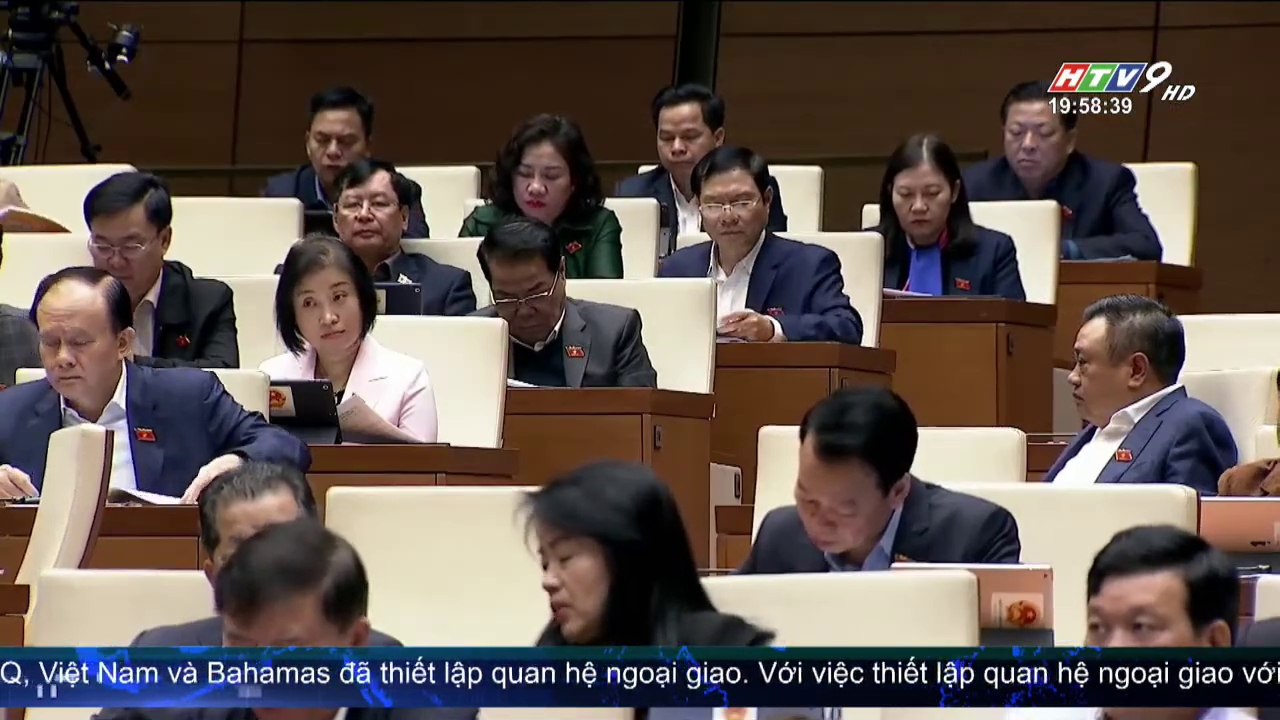 HTV9 HD
19:58:39
Q, Việt Nam và Bahamas đã thiết lập quan hệ ngoại giao. Với việc thiết lập quan hệ ngoại giao với